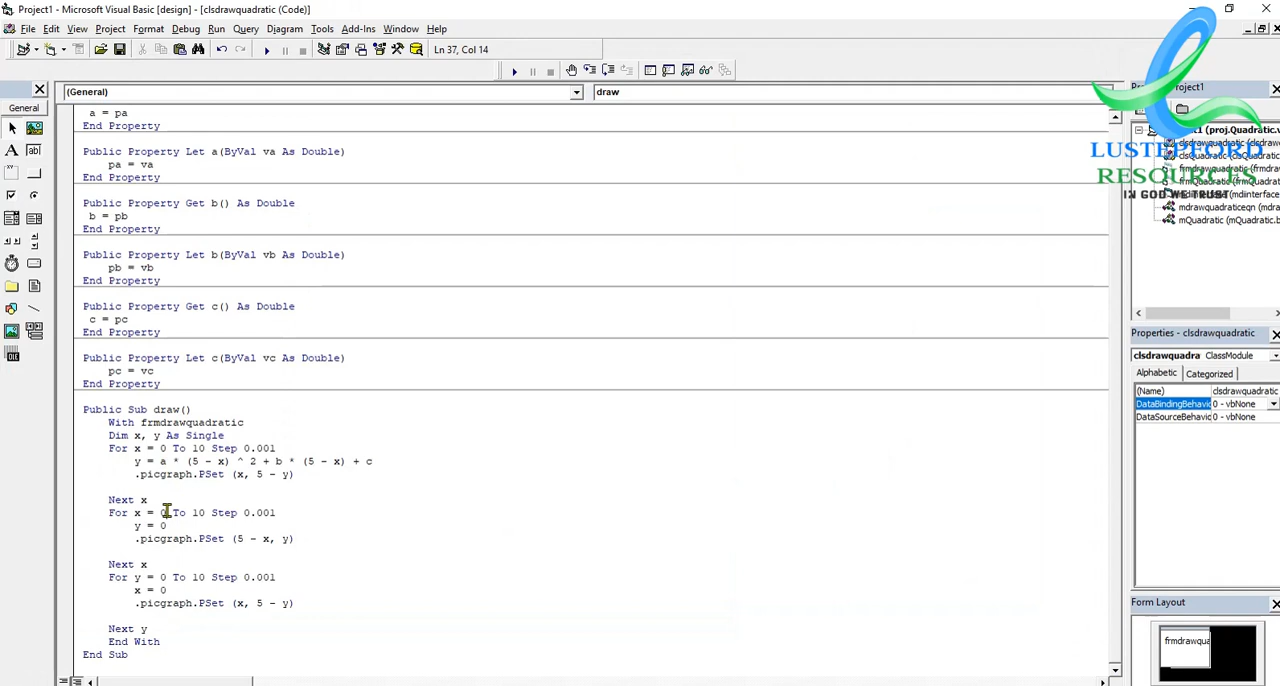 Project1 - Microsoft Visual Basic [design] - [clsdrawquadratic (Code)]
File Edit View Project Format Debug Run Query Diagram Tools Add-Ins Window Help
Ln 37, Col 14
General
(General)
draw
a = pa
End Property
Public Property Let a(ByVal va As Double)
pa = va
End Property
Public Property Get b() As Double
b = pb
End Property
Public Property Let b(ByVal vb As Double)
pb = vb
End Property
Public Property Get c() As Double
c = pc
End Property
Public Property Let c(ByVal vc As Double)
pc = vc
End Property
Public Sub draw()
With frmdrawquadratic
Dim x, y As Single
For x = 0 To 10 Step 0.001
y = a * (5 - x) ^ 2 + b * (5 - x) + c
.picgraph.PSet (x, 5 - y)
Next x
For x = 0 To 10 Step 0.001
y = 0
.picgraph.PSet (5 - x, y)
Next x
For y = 0 To 10 Step 0.001
x = 0
.picgraph.PSet (x, 5 - y)
Next y
End With
End Sub
LUSTEPFORD
RESOURCES
IN GOD WE TRUST
mdrawquadraticeqn (mdra
mQuadratic (mQuadratic.b
Properties - clsdrawquadratic
clsdrawquadra ClassModule
Alphabetic Categorized
(Name) clsdrawquadratic
DataBindingBehavic 0 - vbNone
DataSourceBehavic 0 - vbNone
Form Layout
frmdrawqua